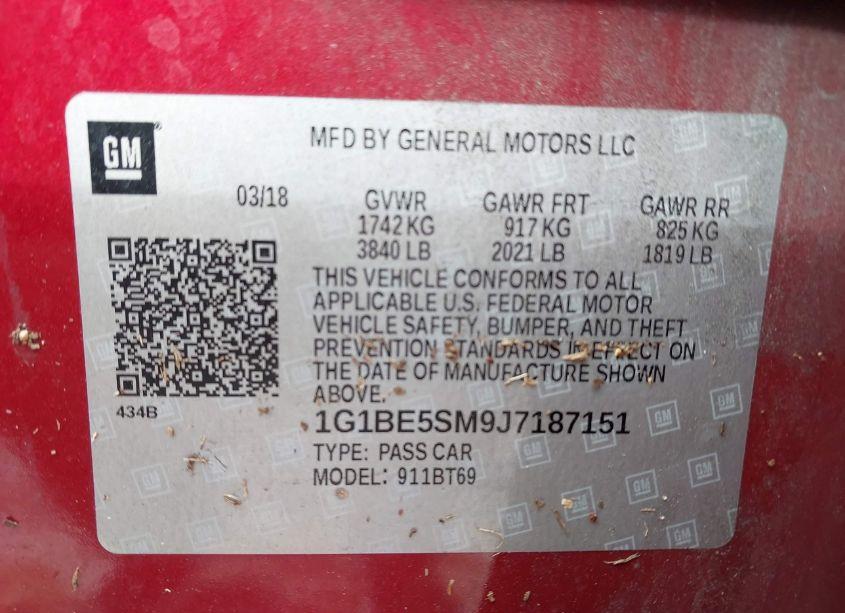 GM
MFD BY GENERAL MOTORS LLC
03/18 GVWR GAWR FRT GAWR RR
1742 KG 917 KG 825 KG
3840 LB 2021 LB 1819 LB
THIS VEHICLE CONFORMS TO ALL
APPLICABLE U.S. FEDERAL MOTOR
VEHICLE SAFETY, BUMPER, AND THEFT
PREVENTION STANDARDS IN EFFECT ON
THE DATE OF MANUFACTURE SHOWN
ABOVE.
434B
1G1BE5SM9J7187151
TYPE: PASS CAR
MODEL: 911BT69